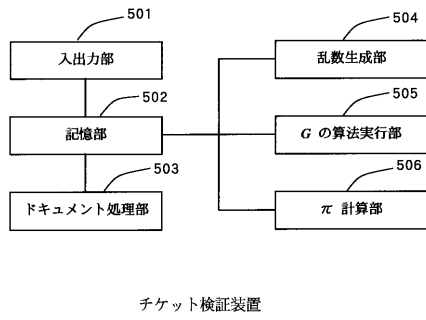 501
入出力部
502
記憶部
503
ドキュメント処理部
504
乱数生成部
505
G の算法実行部
506
π 計算部
チケット検証装置